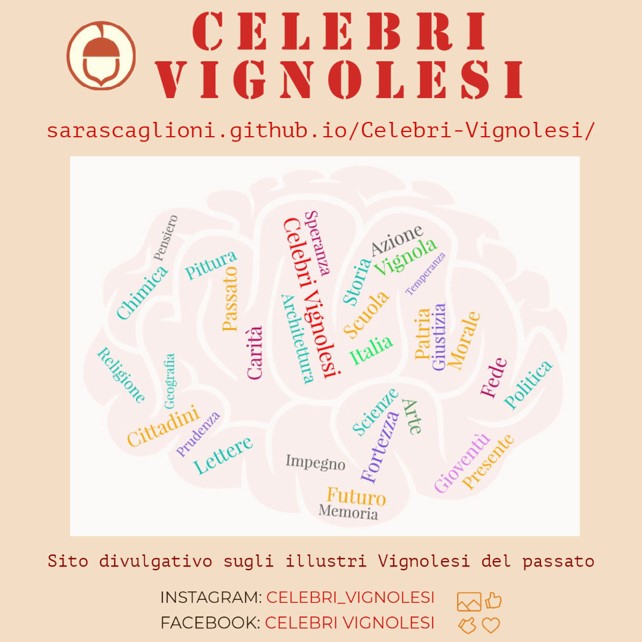 CELEBRI
VIGNOLESI
sarascaglioni.github.io/Celebri-Vignolesi/
Pensiero
Chimica
Pittura
Passato
Carità
Speranza
Celebri Vignolesi
Architettura
Azione
Vignola
Storia
Temperanza
Scuola
Italia
Patria
Giustizia
Morale
Fede
Politica
Religione
Geografia
Cittadini
Prudenza
Lettere
Impegno
Scienze
Arte
Fortezza
Gioventù
Presente
Futuro
Memoria
Sito divulgativo sugli illustri Vignolesi del passato
INSTAGRAM: CELEBRI_VIGNOLESI
FACEBOOK: CELEBRI VIGNOLESI